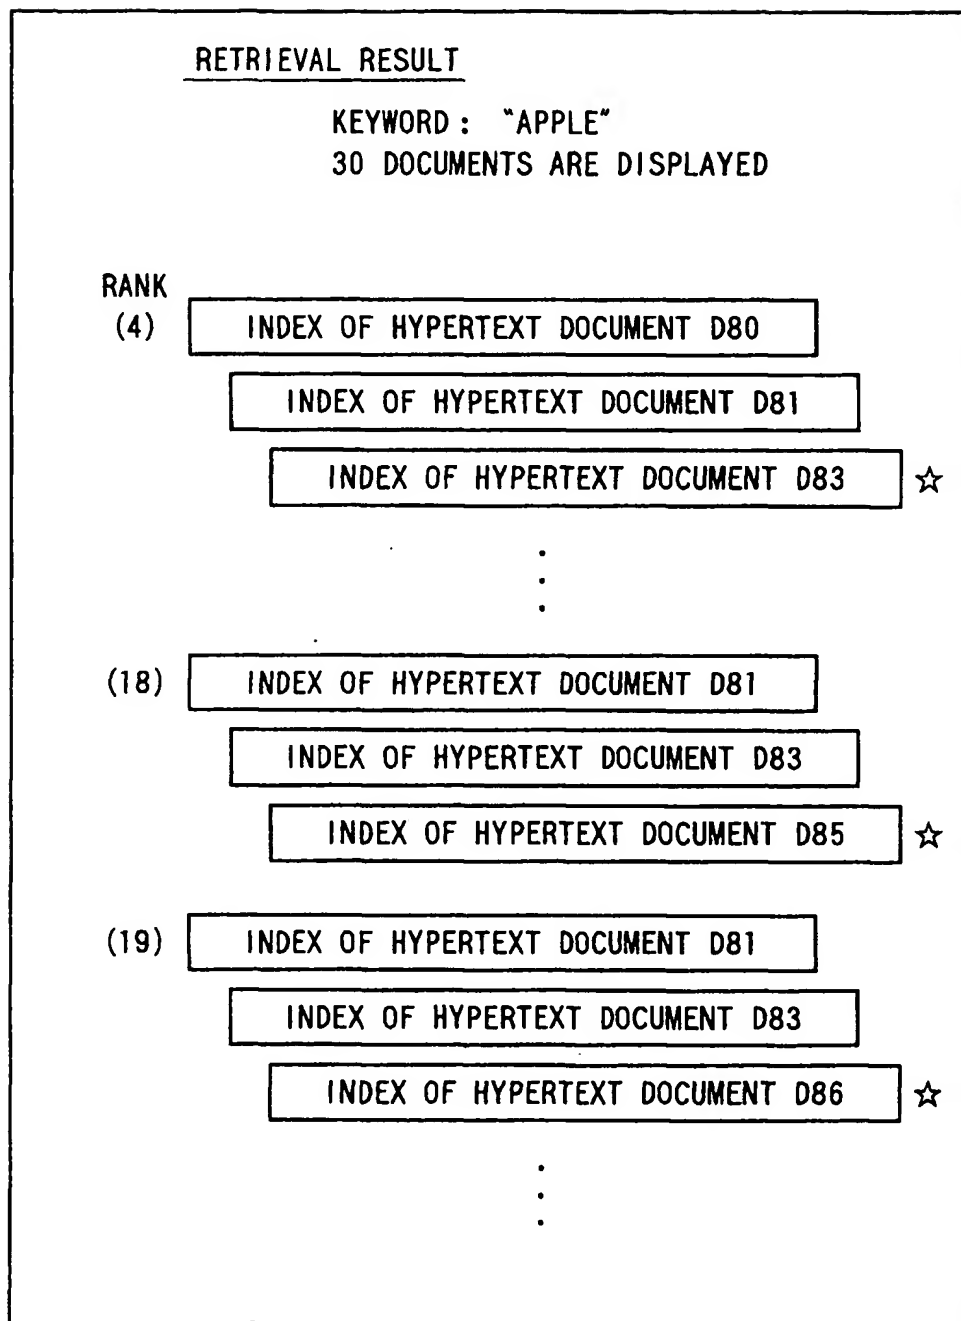 RETRIEVAL RESULT
KEYWORD : "APPLE"
30 DOCUMENTS ARE DISPLAYED
RANK
(4) INDEX OF HYPERTEXT DOCUMENT D80
INDEX OF HYPERTEXT DOCUMENT D81
INDEX OF HYPERTEXT DOCUMENT D83 ☆
(18) INDEX OF HYPERTEXT DOCUMENT D81
INDEX OF HYPERTEXT DOCUMENT D83
INDEX OF HYPERTEXT DOCUMENT D85 ☆
(19) INDEX OF HYPERTEXT DOCUMENT D81
INDEX OF HYPERTEXT DOCUMENT D83
INDEX OF HYPERTEXT DOCUMENT D86 ☆